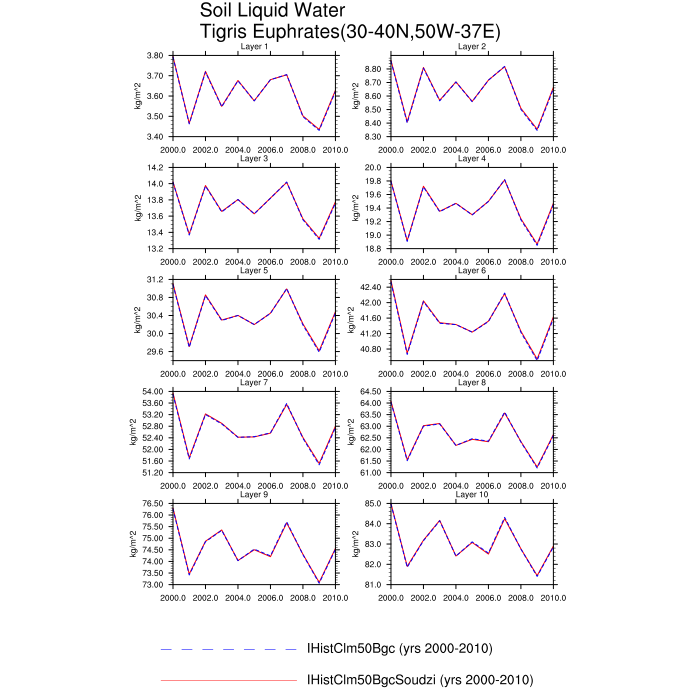 Soil Liquid Water
Tigris Euphrates(30-40N,50W-37E)
Layer 1
3.80
3.70
3.60
3.50
3.40
kg/m^2
2000.0 2002.0 2004.0 2006.0 2008.0 2010.0
Layer 2
8.80
8.70
8.60
8.50
8.40
8.30
kg/m^2
2000.0 2002.0 2004.0 2006.0 2008.0 2010.0
Layer 3
14.2
14.0
13.8
13.6
13.4
13.2
kg/m^2
2000.0 2002.0 2004.0 2006.0 2008.0 2010.0
Layer 4
20.0
19.8
19.6
19.4
19.2
19.0
18.8
kg/m^2
2000.0 2002.0 2004.0 2006.0 2008.0 2010.0
Layer 5
31.2
30.8
30.4
30.0
29.6
kg/m^2
2000.0 2002.0 2004.0 2006.0 2008.0 2010.0
Layer 6
42.40
42.00
41.60
41.20
40.80
kg/m^2
2000.0 2002.0 2004.0 2006.0 2008.0 2010.0
Layer 7
54.00
53.60
53.20
52.80
52.40
52.00
51.60
51.20
kg/m^2
2000.0 2002.0 2004.0 2006.0 2008.0 2010.0
Layer 8
64.50
64.00
63.50
63.00
62.50
62.00
61.50
61.00
kg/m^2
2000.0 2002.0 2004.0 2006.0 2008.0 2010.0
Layer 9
76.50
76.00
75.50
75.00
74.50
74.00
73.50
73.00
kg/m^2
2000.0 2002.0 2004.0 2006.0 2008.0 2010.0
Layer 10
85.0
84.0
83.0
82.0
81.0
kg/m^2
2000.0 2002.0 2004.0 2006.0 2008.0 2010.0
IHistClm50Bgc (yrs 2000-2010)
IHistClm50BgcSoudzi (yrs 2000-2010)